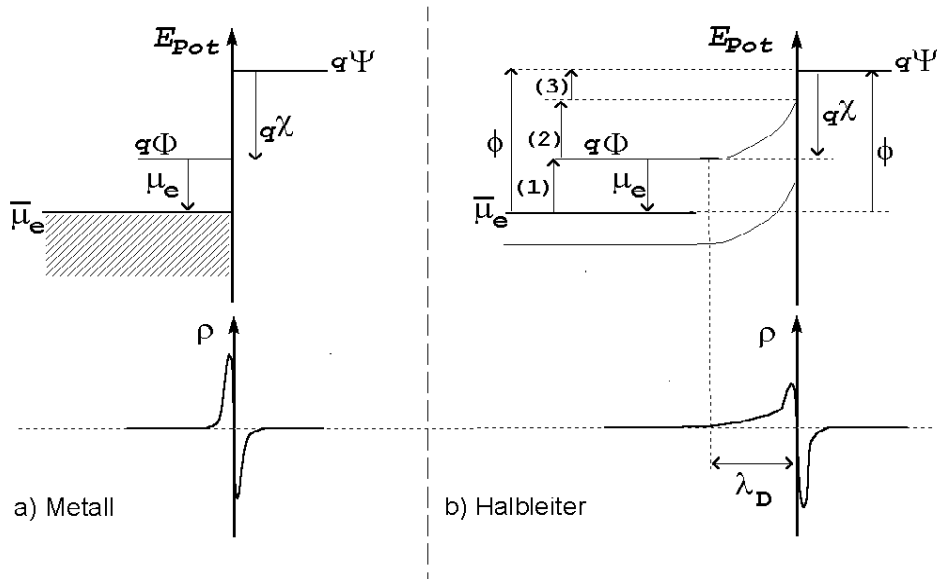 E_Pot
qΨ
qχ
qΦ
μ_e
μ̅_e
ρ
a) Metall
E_Pot
qΨ
(3)
qχ
(2)
ϕ
qΦ
ϕ
(1)
μ_e
μ̅_e
ρ
λ_D
b) Halbleiter